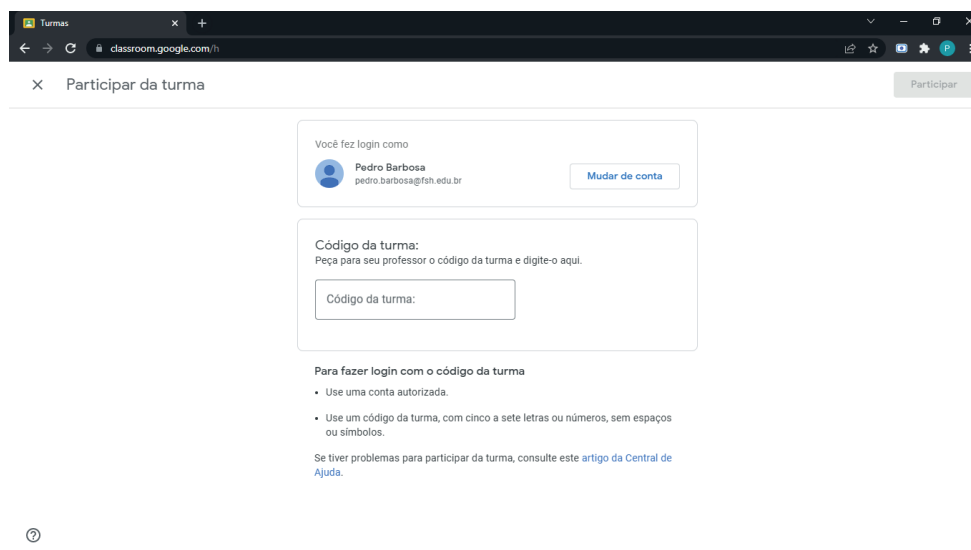 Turmas
classroom.google.com/h
P
Participar da turma
Participar
Você fez login como
Pedro Barbosa
pedro.barbosa@fsh.edu.br
Mudar de conta
Código da turma:
Peça para seu professor o código da turma e digite-o aqui.
Código da turma:
Para fazer login com o código da turma
• Use uma conta autorizada.
• Use um código da turma, com cinco a sete letras ou números, sem espaços
ou símbolos.
Se tiver problemas para participar da turma, consulte este artigo da Central de
Ajuda.